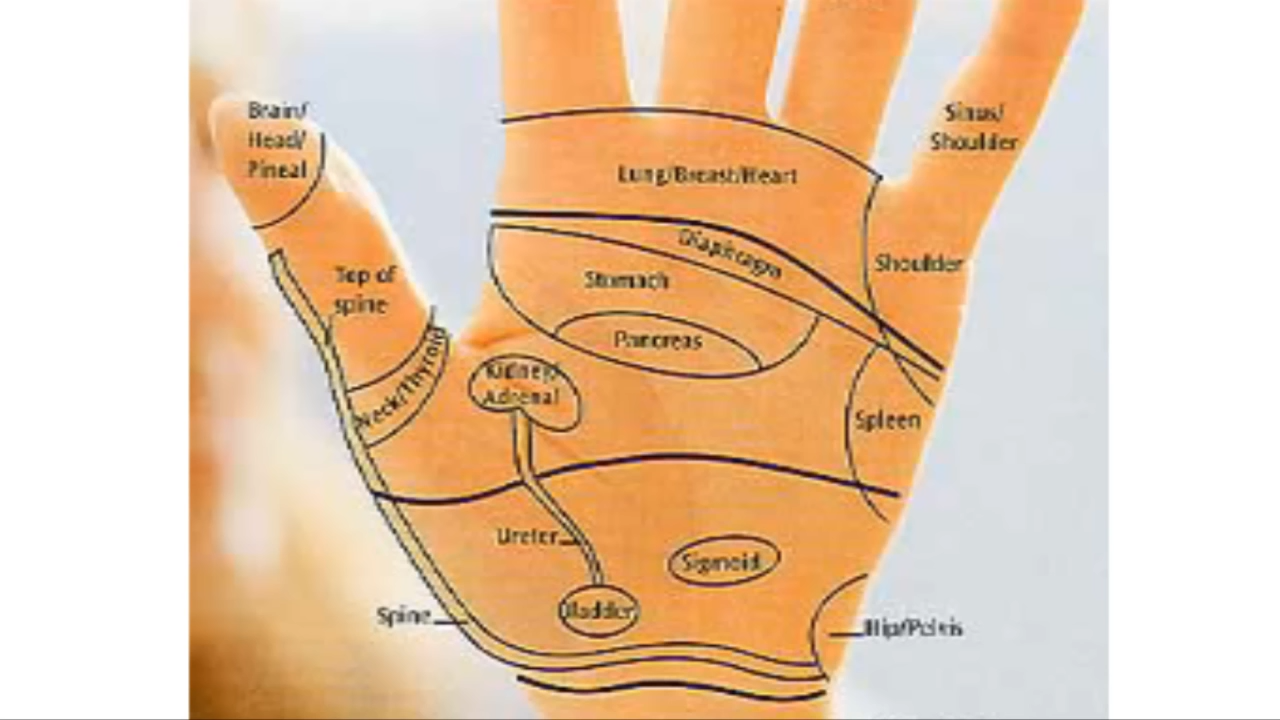 Brain/
Head/
Pineal
Sinus/
Shoulder
Lung/Breast/Heart
Diaphragm
Shoulder
Top of
spine
Stomach
Pancreas
Neck/Thyroid
Kidney/
Adrenal
Spleen
Ureter
Sigmoid
Bladder
Spine
Hip/Pelvis